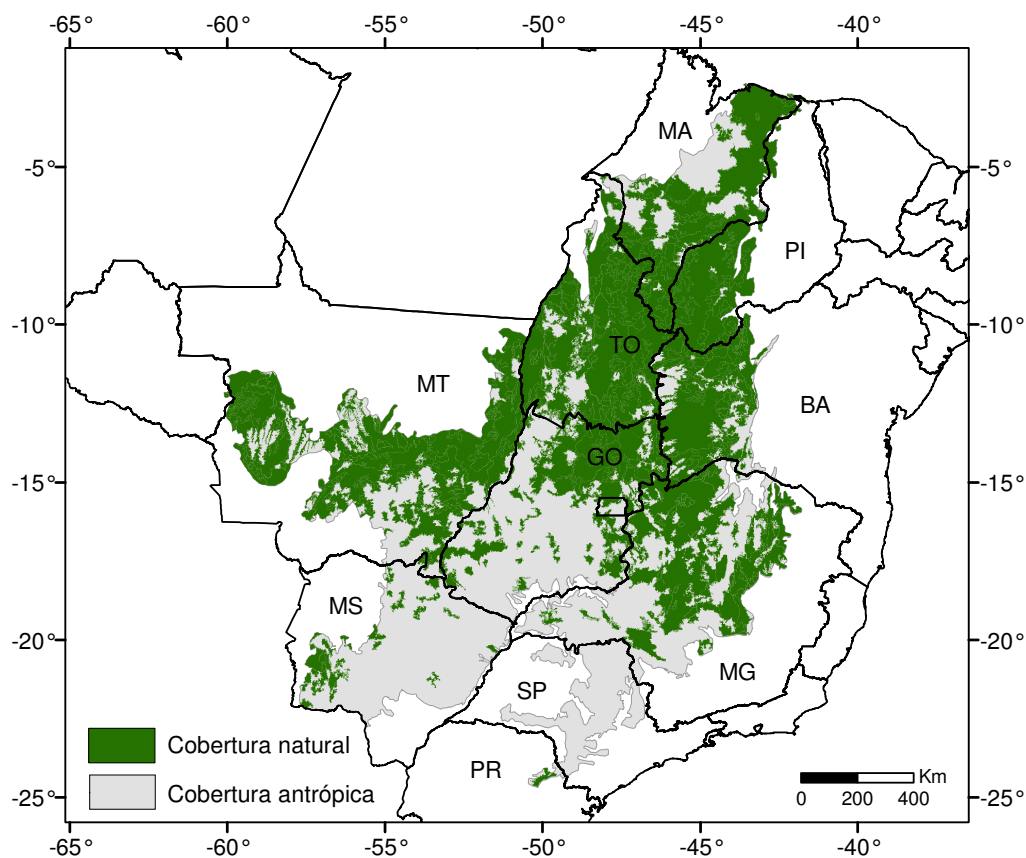 -65° -60° -55° -50° -45° -40°
MA
-5° -5°
PI
-10° -10°
TO
MT
BA
GO
-15° -15°
MS
-20° -20°
MG
SP
Cobertura natural
PR
Km
Cobertura antrópica
0 200 400
-25° -25°
-65° -60° -55° -50° -45° -40°